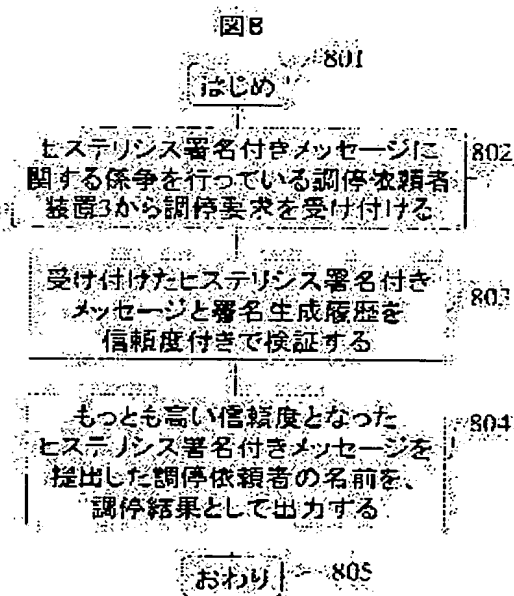 図8
801
はじめ
ヒステリシス署名付きメッセージに
関する係争を行っている調停依頼者
装置3から調停要求を受け付ける
802
受け付けたヒステリシス署名付き
メッセージと署名生成履歴を
信頼度付きで検証する
803
もっとも高い信頼度となった
ヒステリシス署名付きメッセージを
提出した調停依頼者の名前を、
調停結果として出力する
804
おわり
805